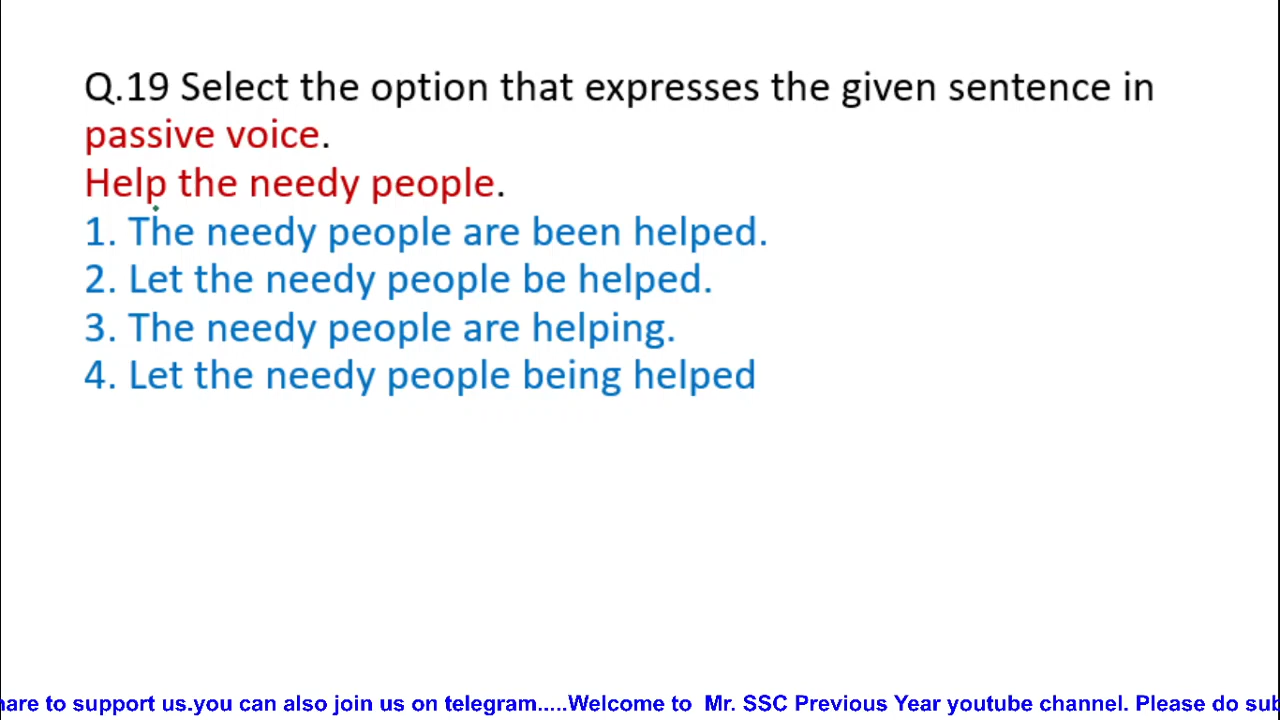 Q.19 Select the option that expresses the given sentence in
passive voice.
Help the needy people.
1. The needy people are been helped.
2. Let the needy people be helped.
3. The needy people are helping.
4. Let the needy people being helped
to support us.you can also join us on telegram.....Welcome to Mr. SSC Previous Year youtube channel. Please do